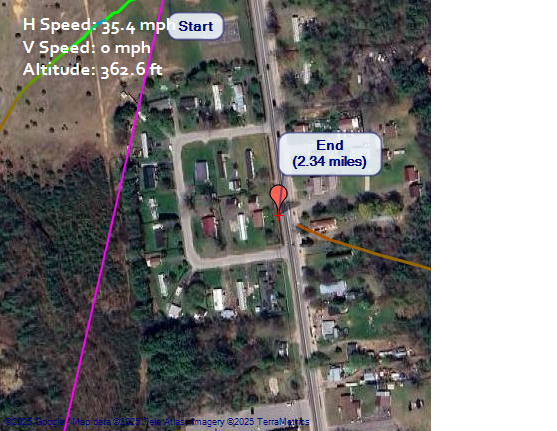 H Speed: 35.4 mph
Start
V Speed: 0 mph
Altitude: 362.6 ft
End
(2.34 miles)
©2025 Google - Map data ©2025 Tele Atlas, Imagery ©2025 TerraMetrics